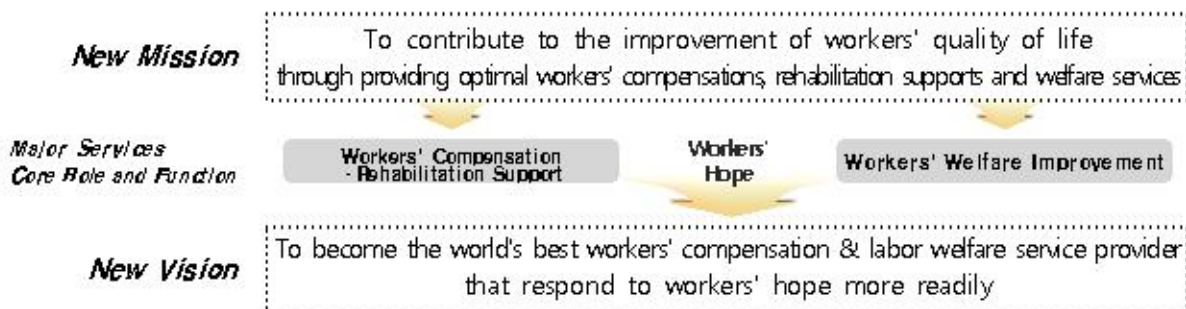 New Mission
To contribute to the improvement of workers' quality of life
through providing optimal workers' compensations, rehabilitation supports and welfare services
Major Services
Core Role and Function
Workers' Compensation
- Rehabilitation Support
Workers'
Hope
Workers' Welfare Improvement
New Vision
To become the world's best workers' compensation & labor welfare service provider
that respond to workers' hope more readily